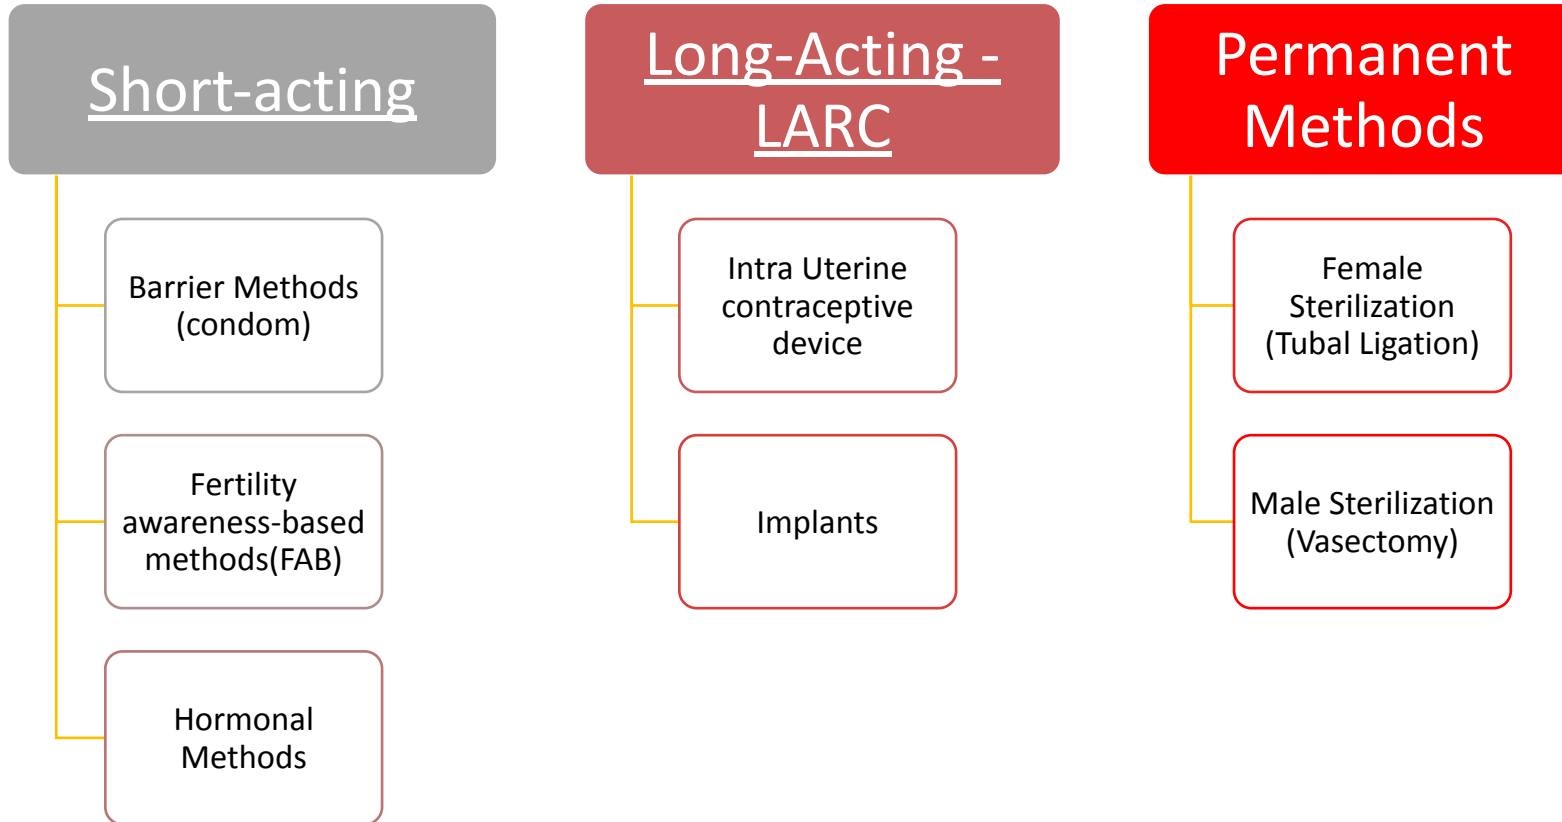 Short-acting
Barrier Methods
(condom)
Fertility
awareness-based
methods(FAB)
Hormonal
Methods
Long-Acting -
LARC
Intra Uterine
contraceptive
device
Implants
Permanent
Methods
Female
Sterilization
(Tubal Ligation)
Male Sterilization
(Vasectomy)